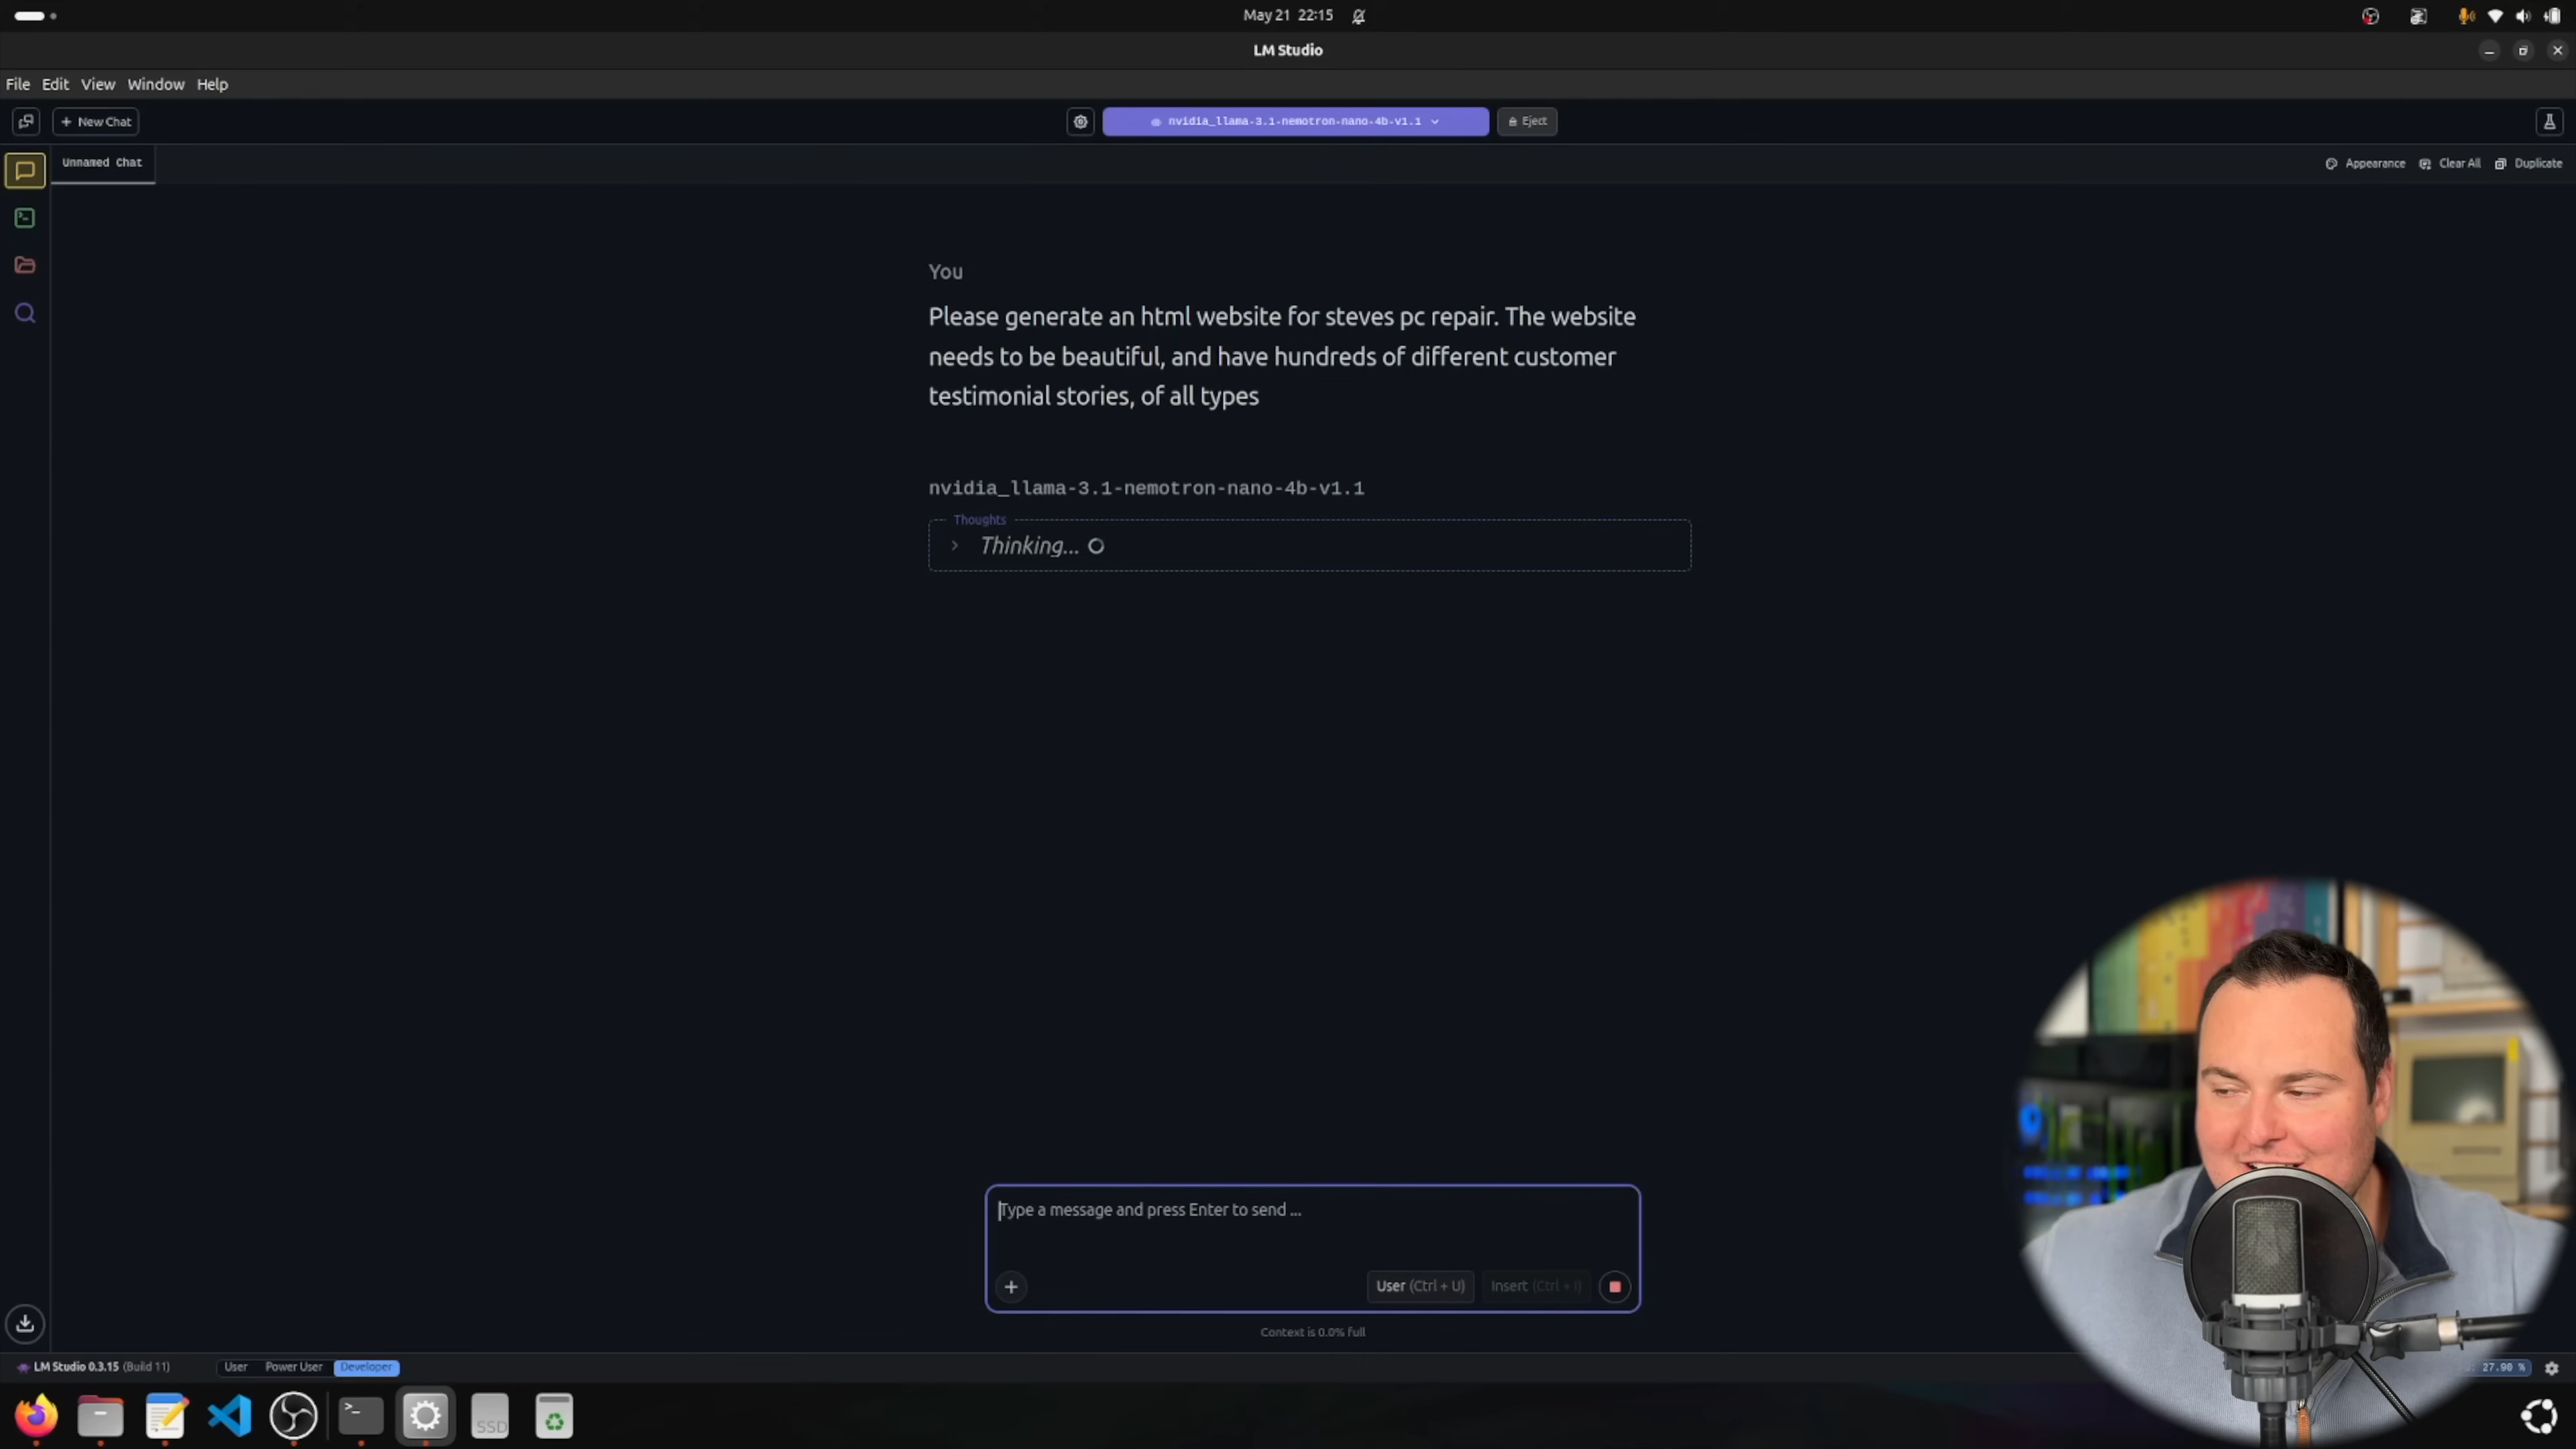 May 21 22:15
LM Studio
File Edit View Window Help
+ New Chat
nvidia_llama-3.1-nemotron-nano-4b-v1.1
Eject
Unnamed Chat
Appearance
Clear All
Duplicate
You
Please generate an html website for steves pc repair. The website
needs to be beautiful, and have hundreds of different customer
testimonial stories, of all types
nvidia_llama-3.1-nemotron-nano-4b-v1.1
Thoughts
Thinking...
Type a message and press Enter to send ...
User (Ctrl + U)
Insert (Ctrl + I)
Context is 0.0% full
LM Studio 0.3.15 (Build 11)
User
Power User
Developer
27.90 %
SSD